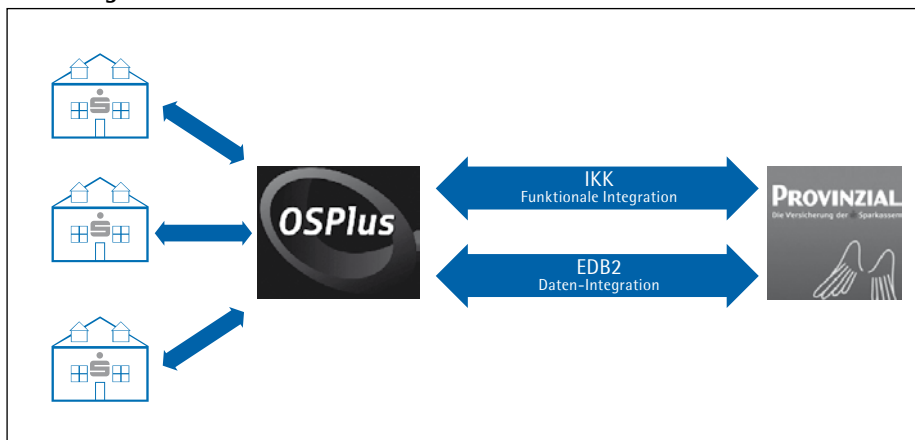 OSPlus
IKK
Funktionale Integration
EDB2
Daten-Integration
PROVINZIAL
Die Versicherung der Sparkassen